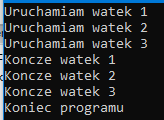 Uruchamiam watek 1
Uruchamiam watek 2
Uruchamiam watek 3
Koncze watek 1
Koncze watek 2
Koncze watek 3
Koniec programu